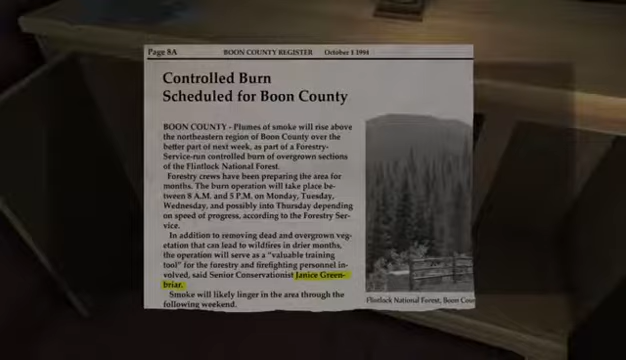 Page 8A BOON COUNTY REGISTER October 1 1994
Controlled Burn
Scheduled for Boon County
BOON COUNTY - Plumes of smoke will rise above
the northeastern region of Boon County over the
better part of next week, as part of a Forestry-
Service-run controlled burn of overgrown sections
of the Flintlock National Forest.
Forestry crews have been preparing the area for
months. The burn operation will take place be-
tween 8 A.M. and 5 P.M. on Monday, Tuesday,
Wednesday, and possibly into Thursday depending
on speed of progress, according to the Forestry Ser-
vice.
In addition to removing dead and overgrown veg-
etation that can lead to wildfires in drier months,
the operation will serve as a "valuable training
tool" for the forestry and firefighting personnel in-
volved, said Senior Conservationist Janice Green-
briar.
Smoke will likely linger in the area through the
following weekend.
Flintlock National Forest, Boon Coun